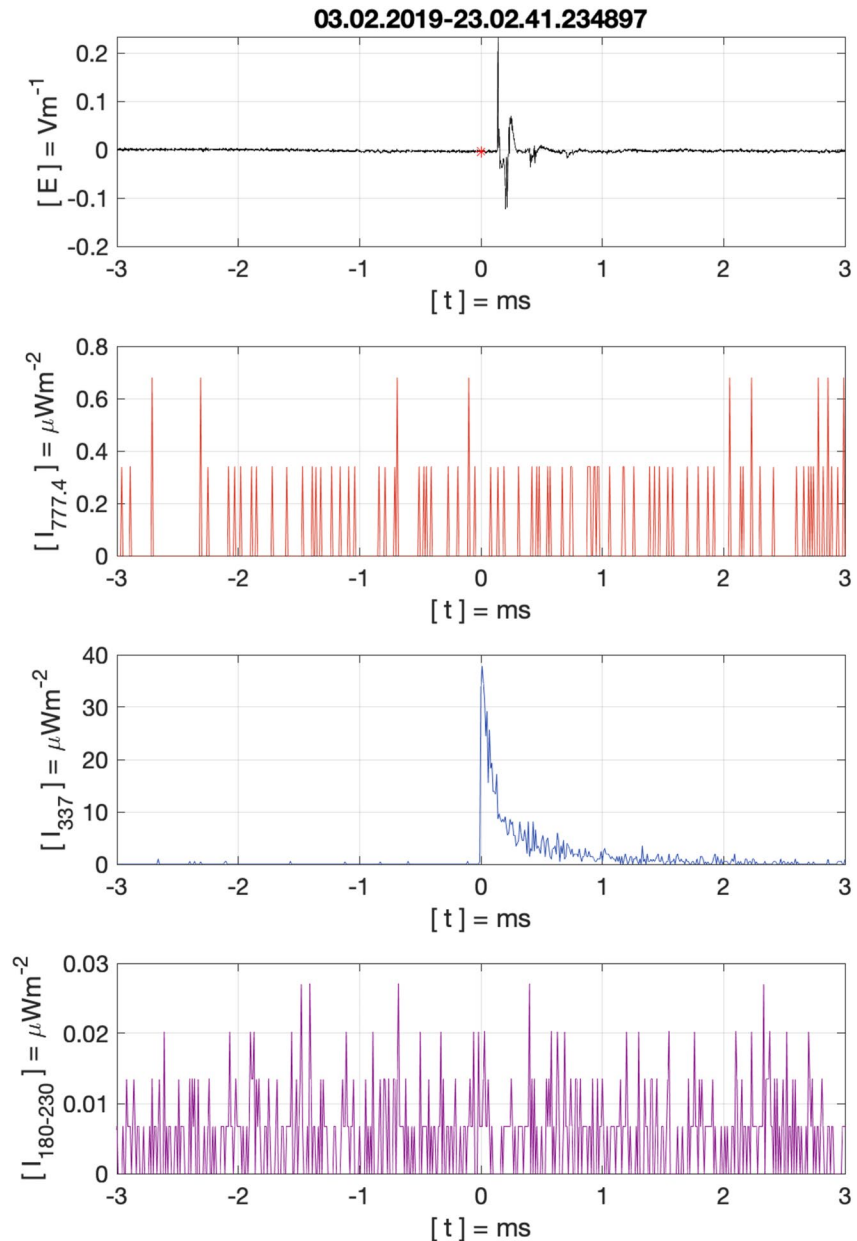 03.02.2019-23.02.41.234897
[ E ] = Vm⁻¹
0.2
0.1
0
-0.1
-0.2
-3 -2 -1 0 1 2 3
[ t ] = ms
[ I₇₇₇.₄ ] = μWm⁻²
0.8
0.6
0.4
0.2
0
-3 -2 -1 0 1 2 3
[ t ] = ms
[ I₃₃₇ ] = μWm⁻²
40
30
20
10
0
-3 -2 -1 0 1 2 3
[ t ] = ms
[ I₁₈₀₋₂₃₀ ] = μWm⁻²
0.03
0.02
0.01
0
-3 -2 -1 0 1 2 3
[ t ] = ms